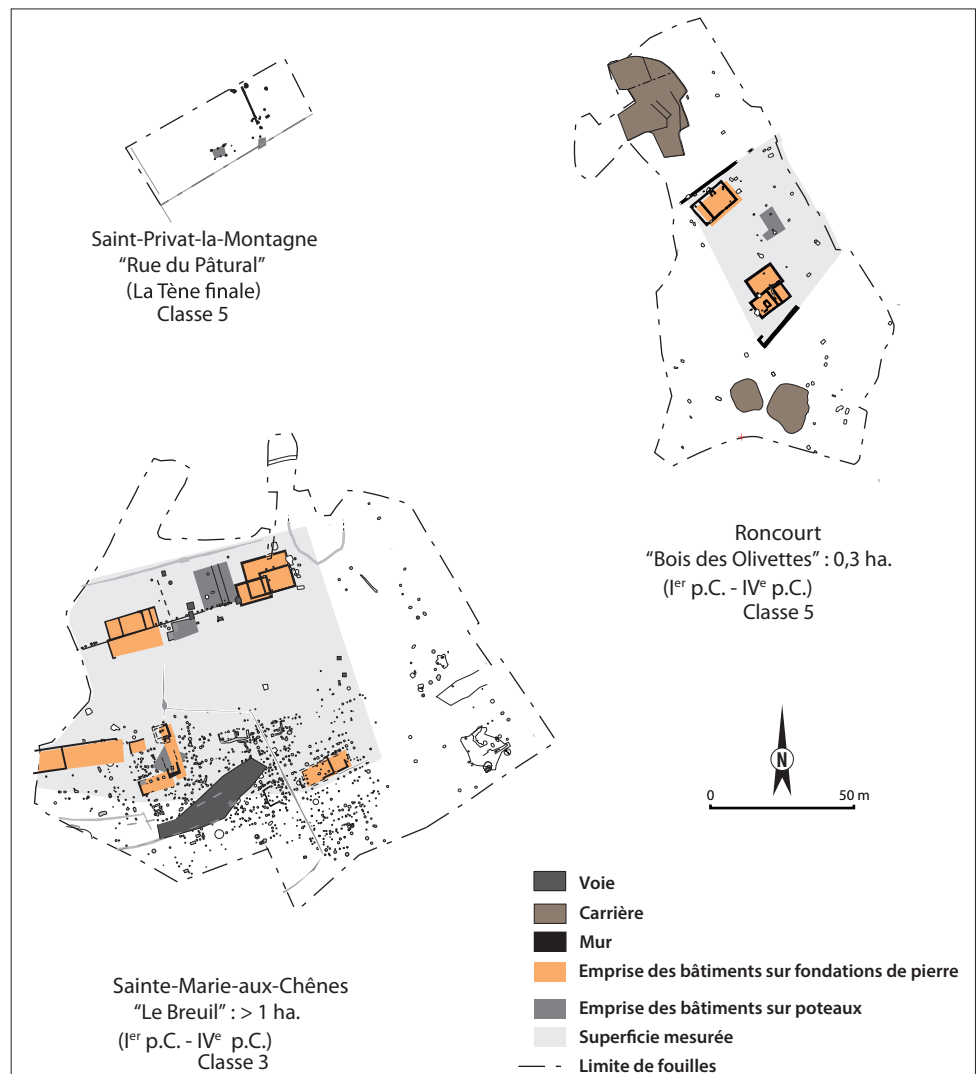 Saint-Privat-la-Montagne
“Rue du Pâtural”
(La Tène finale)
Classe 5
Roncourt
“Bois des Olivettes” : 0,3 ha.
(Ier p.C. - IVe p.C.)
Classe 5
N
0 50 m
Sainte-Marie-aux-Chênes
“Le Breuil” : > 1 ha.
(Ier p.C. - IVe p.C.)
Classe 3
Voie
Carrière
Mur
Emprise des bâtiments sur fondations de pierre
Emprise des bâtiments sur poteaux
Superficie mesurée
Limite de fouilles